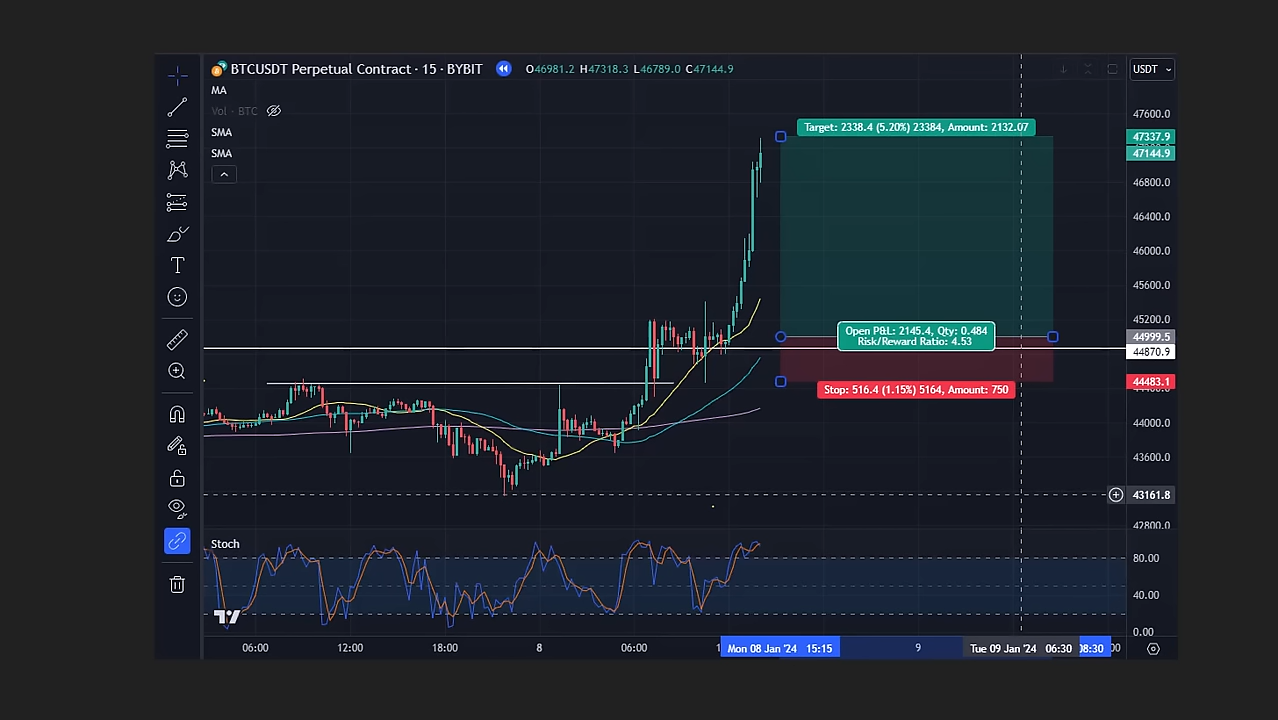 BTCUSDT Perpetual Contract · 15 · BYBIT O46981.2 H47318.3 L46789.0 C47144.9
USDT
MA
Vol · BTC
SMA
SMA
Target: 2338.4 (5.20%) 23384, Amount: 2132.07
Open P&L: 2145.4, Qty: 0.484
Risk/Reward Ratio: 4.53
Stop: 516.4 (1.15%) 5164, Amount: 750
47600.0
47337.9
47144.9
46800.0
46400.0
46000.0
45600.0
45200.0
44999.5
44870.9
44483.1
44000.0
43600.0
43161.8
42800.0
Stoch
80.00
40.00
0.00
06:00 12:00 18:00 8 06:00 Mon 08 Jan '24 15:15 9 Tue 09 Jan '24 06:30 08:30